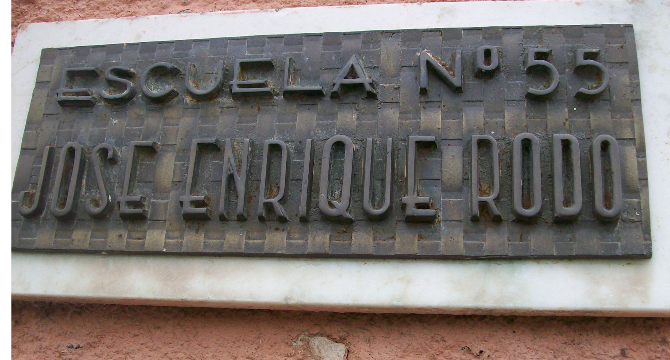 ESCUELA Nº 55
JOSE ENRIQUE RODO